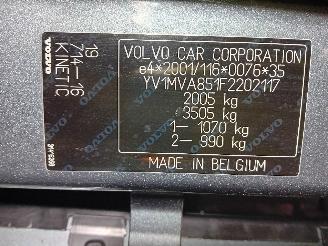 VOLVO CAR CORPORATION
e4*2001/116*0076*35
YV1MVA851F2202117
2005 kg
3505 kg
1– 1070 kg
2– 990 kg
MADE IN BELGIUM
VOLVO
KINETIC
714-76
19